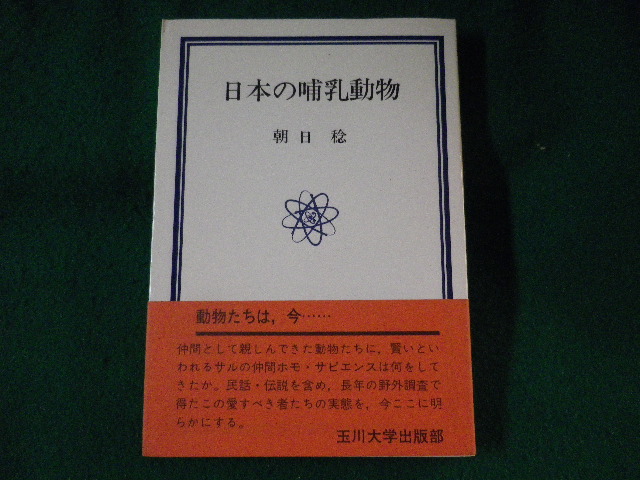 日本の哺乳動物
朝日 稔
動物たちは，今……
仲間として親しんできた動物たちに，賢いとい
われるサルの仲間ホモ・サピエンスは何をして
きたか。民話・伝説を含め，長年の野外調査で
得たこの愛すべき者たちの実態を，今ここに明
らかにする。
玉川大学出版部